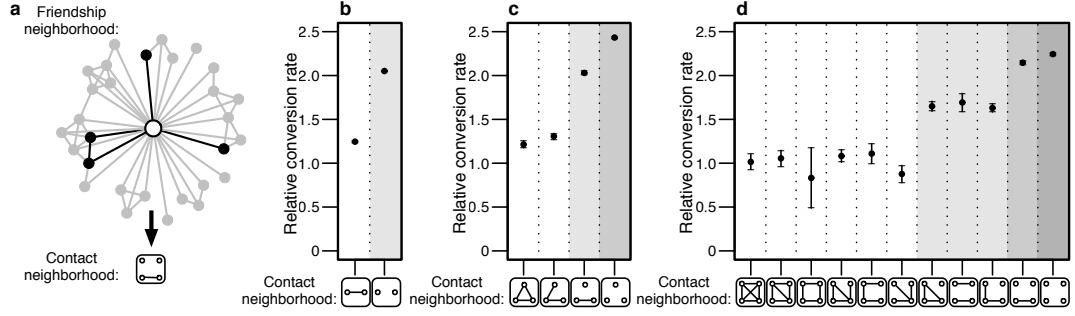 a
Friendship
neighborhood:
Contact
neighborhood:
b
Relative conversion rate
2.5
2.0
1.5
1.0
0.5
0
Contact
neighborhood:
c
Relative conversion rate
2.5
2.0
1.5
1.0
0.5
0
Contact
neighborhood:
d
Relative conversion rate
2.5
2.0
1.5
1.0
0.5
0
Contact
neighborhood: